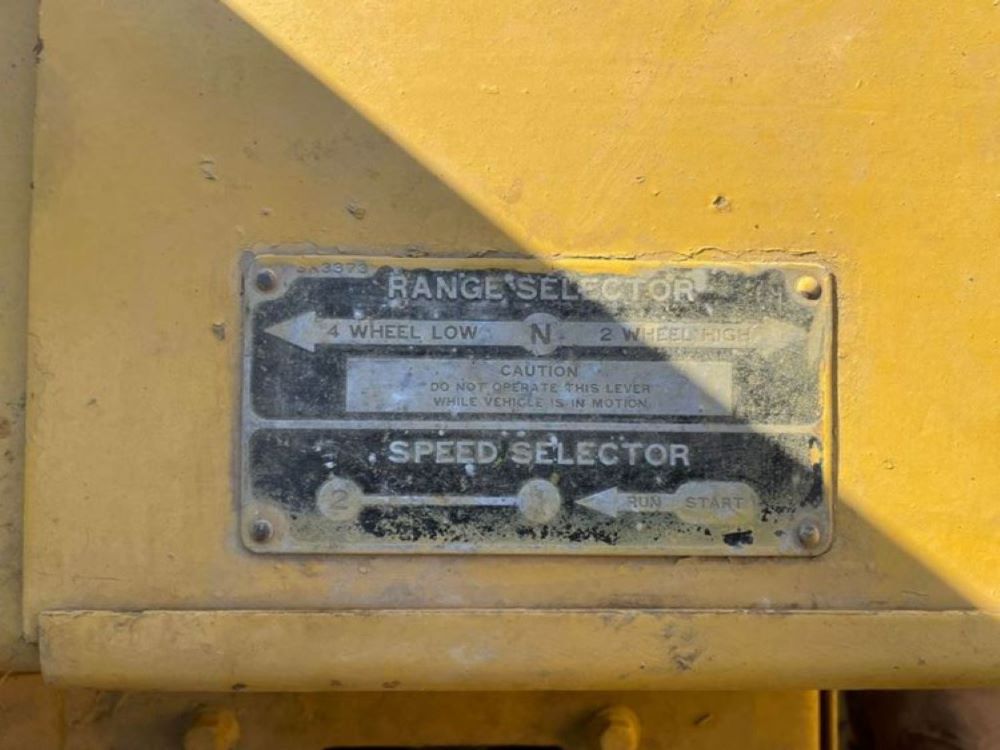 3373
RANGE SELECTOR
4 WHEEL LOW N 2 WHEEL HIGH
CAUTION
DO NOT OPERATE THIS LEVER
WHILE VEHICLE IS IN MOTION
SPEED SELECTOR
2 1 RUN START